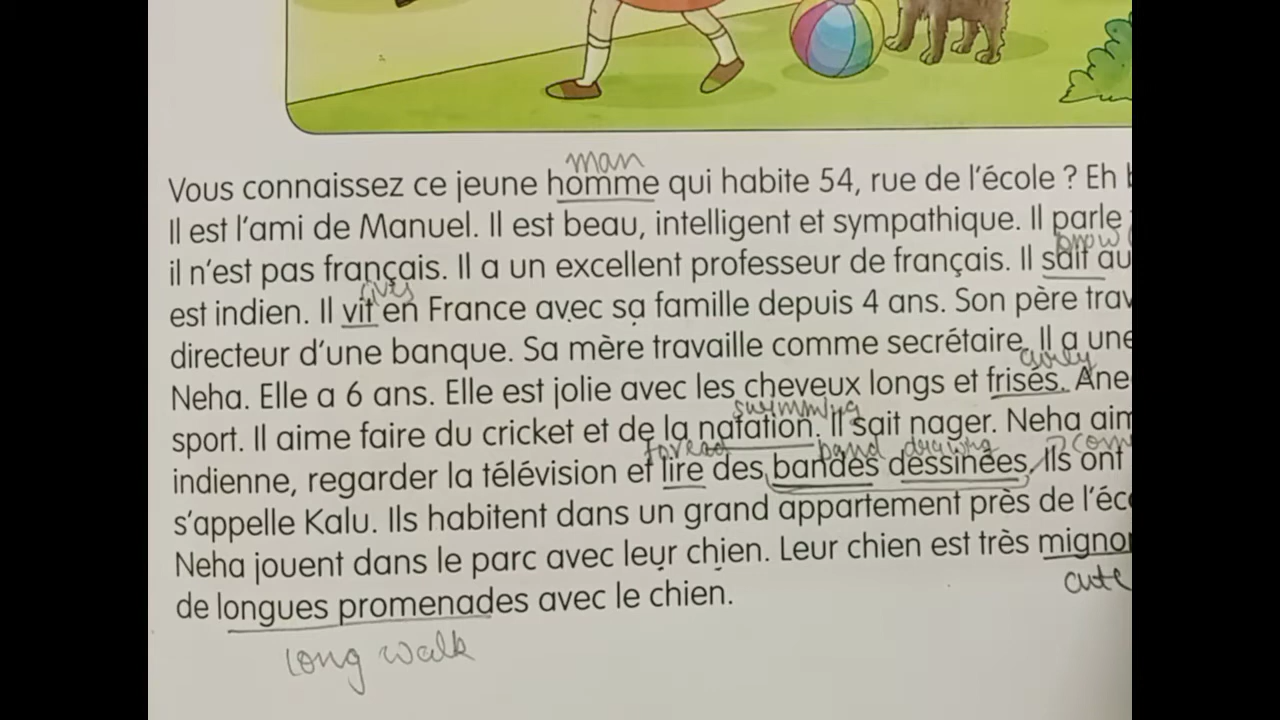 man
Vous connaissez ce jeune homme qui habite 54, rue de l'école ? Eh
Il est l'ami de Manuel. Il est beau, intelligent et sympathique. Il parle
il n'est pas français. Il a un excellent professeur de français. Il sait au
lives
est indien. Il vit en France avec sa famille depuis 4 ans. Son père trav
directeur d'une banque. Sa mère travaille comme secrétaire. Il a une
curly
Neha. Elle a 6 ans. Elle est jolie avec les cheveux longs et frisés. Ane
swimming
sport. Il aime faire du cricket et de la natation. Il sait nager. Neha aim
to read band drawing com
indienne, regarder la télévision et lire des bandes dessinées. Ils ont
s'appelle Kalu. Ils habitent dans un grand appartement près de l'éc
Neha jouent dans le parc avec leur chien. Leur chien est très mignon
cute
de longues promenades avec le chien.
long walk